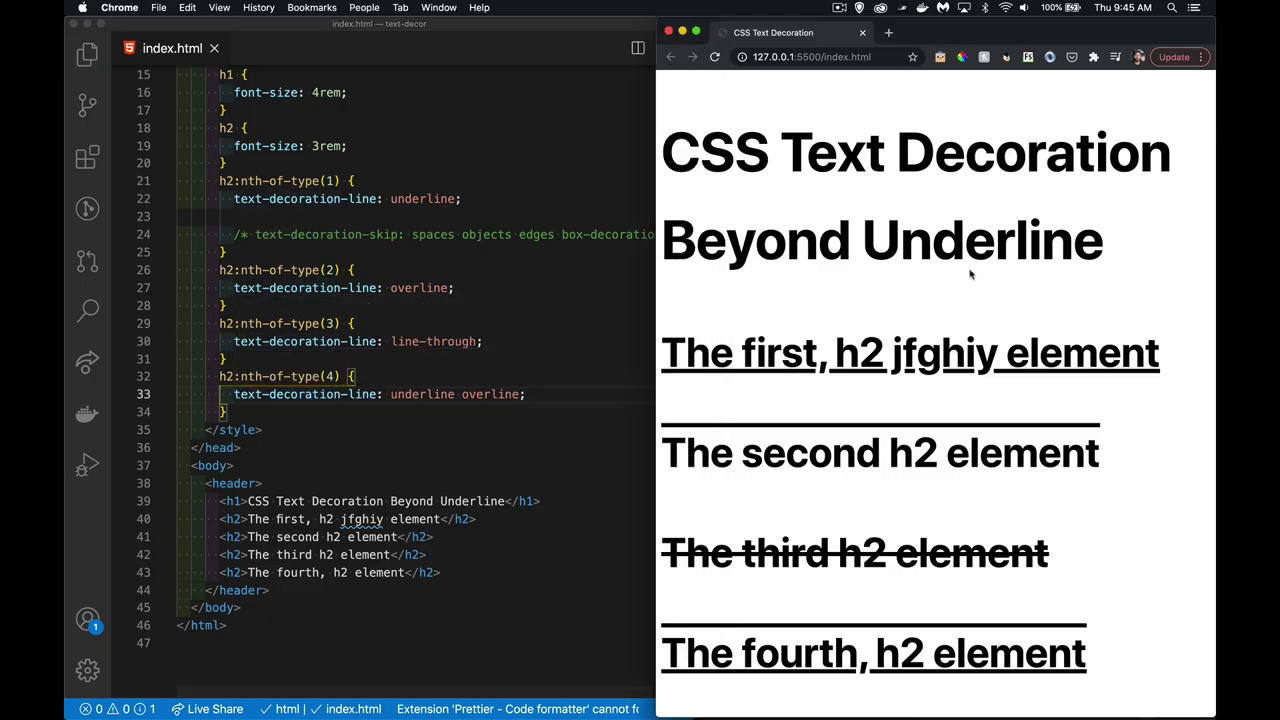 Chrome File Edit View History Bookmarks People Tab Window Help 100% Thu 9:45 AM
index.html — text-decor
index.html
15 h1 {
16 font-size: 4rem;
17 }
18 h2 {
19 font-size: 3rem;
20 }
21 h2:nth-of-type(1) {
22 text-decoration-line: underline;
23
24 /* text-decoration-skip: spaces objects edges box-decoratio
25 }
26 h2:nth-of-type(2) {
27 text-decoration-line: overline;
28 }
29 h2:nth-of-type(3) {
30 text-decoration-line: line-through;
31 }
32 h2:nth-of-type(4) {
33 text-decoration-line: underline overline;
34 }
35 </style>
36 </head>
37 <body>
38 <header>
39 <h1>CSS Text Decoration Beyond Underline</h1>
40 <h2>The first, h2 jfghiy element</h2>
41 <h2>The second h2 element</h2>
42 <h2>The third h2 element</h2>
43 <h2>The fourth, h2 element</h2>
44 </header>
45 </body>
46 </html>
47
1
0 0 1 Live Share html index.html Extension 'Prettier - Code formatter' cannot fo
CSS Text Decoration
127.0.0.1:5500/index.html Update
CSS Text Decoration
Beyond Underline
The first, h2 jfghiy element
The second h2 element
The third h2 element
The fourth, h2 element